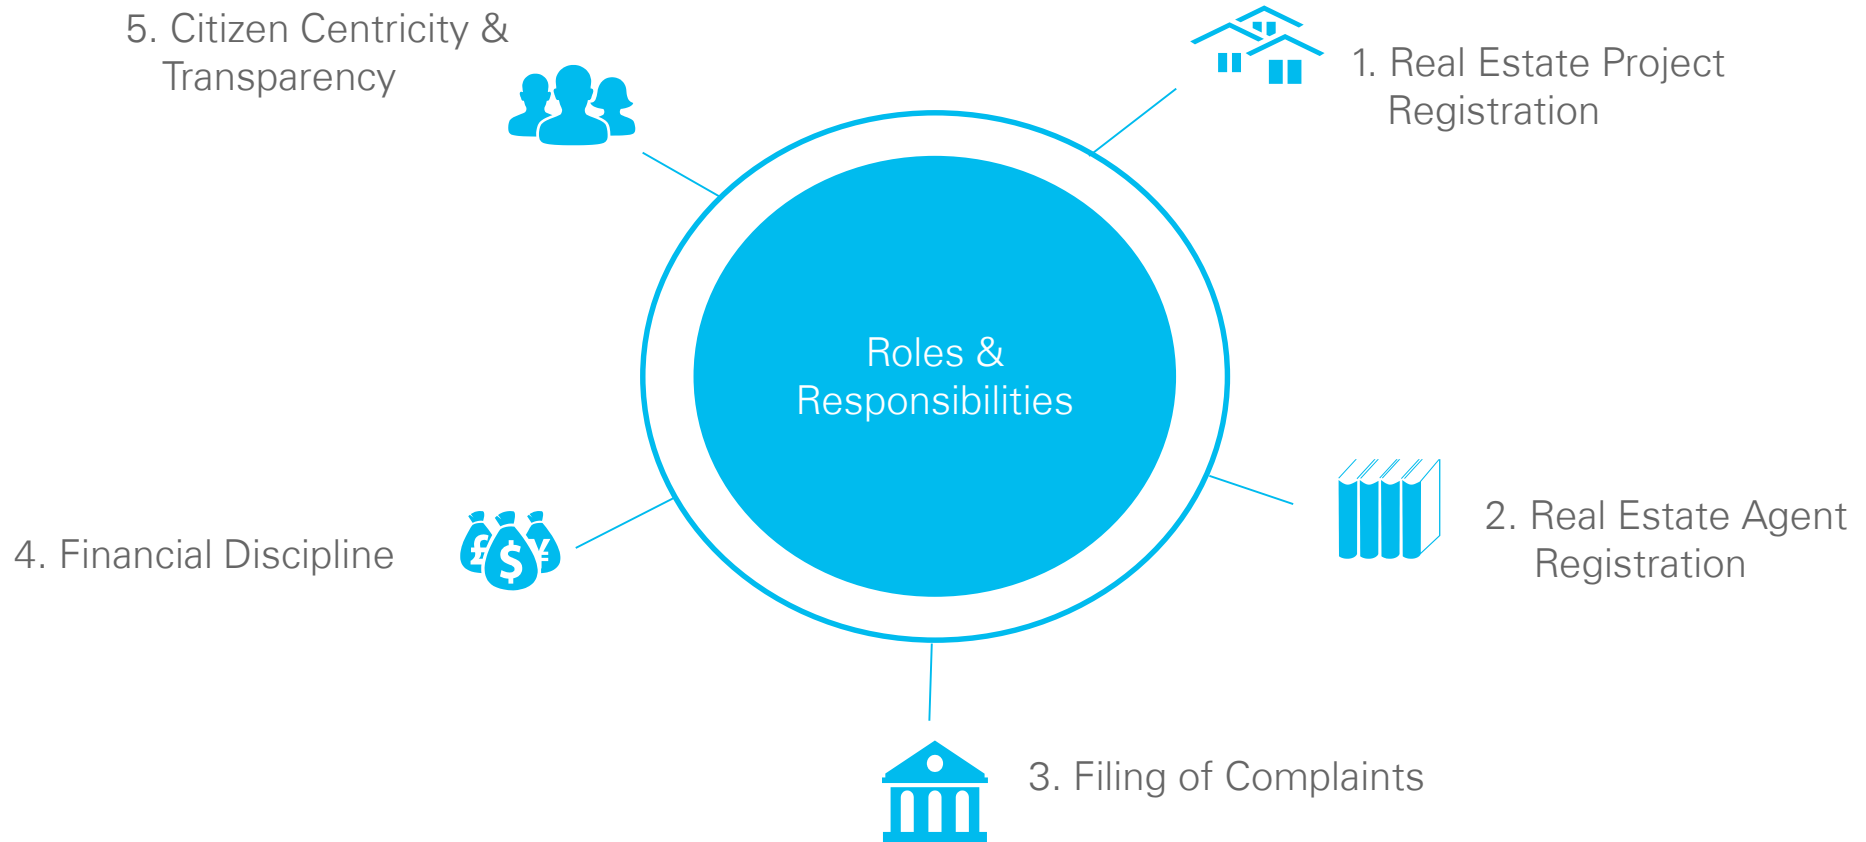 5. Citizen Centricity &
Transparency
1. Real Estate Project
Registration
Roles &
Responsibilities
2. Real Estate Agent
Registration
4. Financial Discipline
£ $ ¥
3. Filing of Complaints